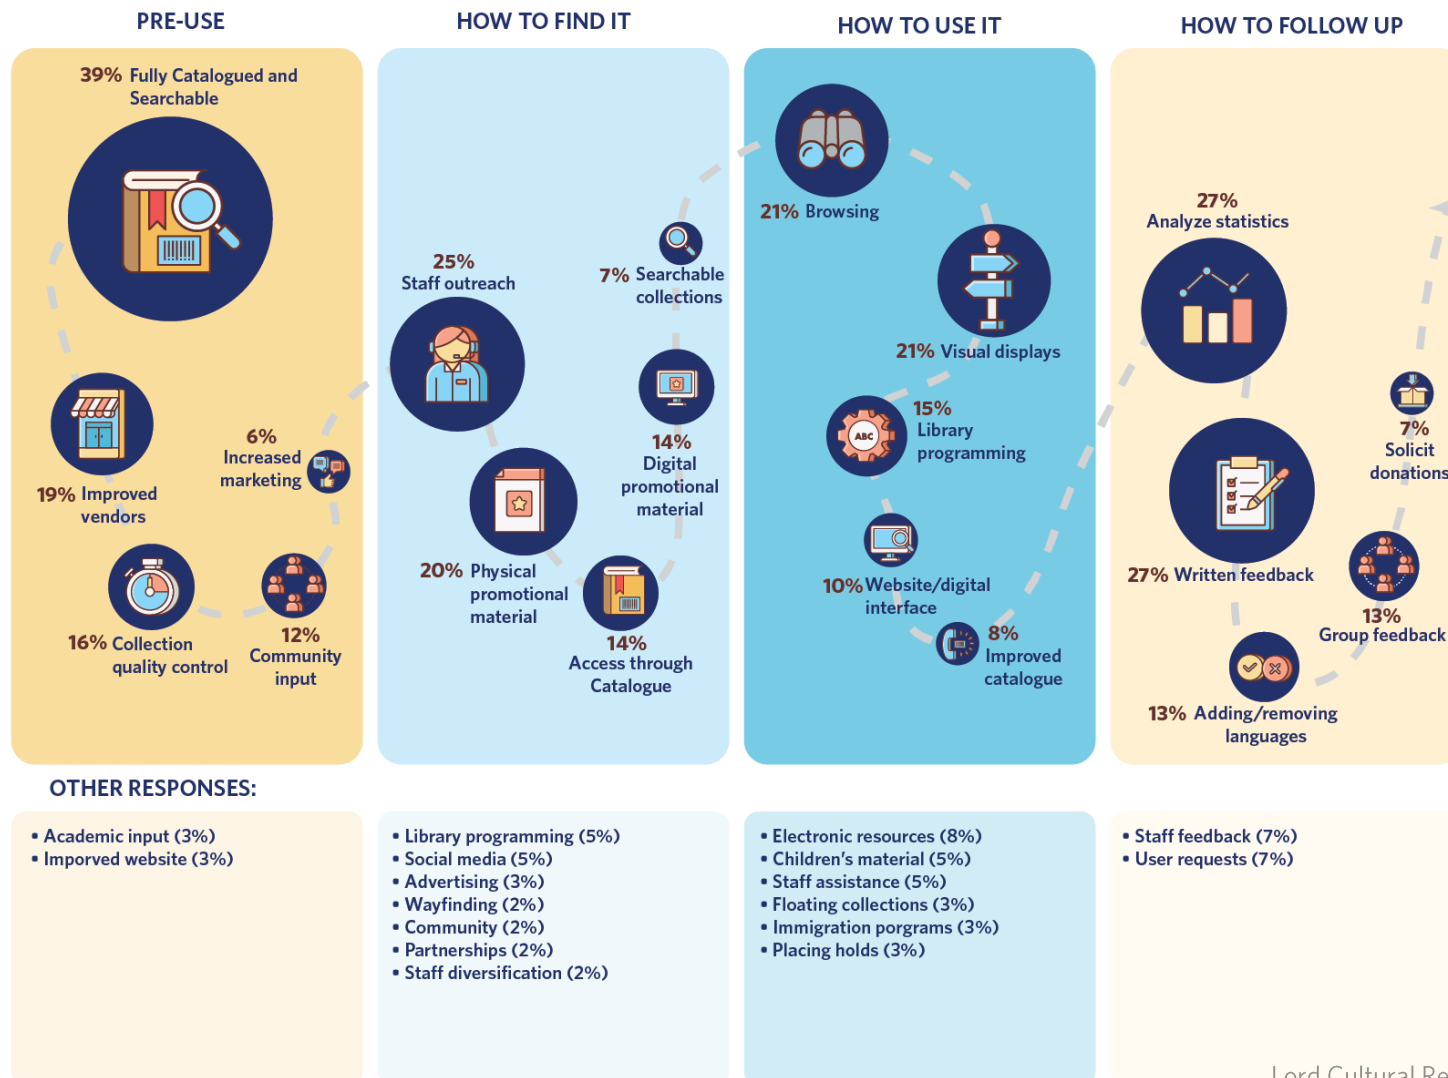 PRE-USE
39% Fully Catalogued and
Searchable
19% Improved
vendors
6%
Increased
marketing
16% Collection
quality control
12%
Community
input
HOW TO FIND IT
25%
Staff outreach
7% Searchable
collections
14%
Digital
promotional
material
20% Physical
promotional
material
14%
Access through
Catalogue
HOW TO USE IT
21% Browsing
21% Visual displays
15%
Library
programming
ABC
10% Website/digital
interface
8%
Improved
catalogue
HOW TO FOLLOW UP
27%
Analyze statistics
7%
Solicit
donations
27% Written feedback
13%
Group feedback
13% Adding/removing
languages
OTHER RESPONSES:
▪ Academic input (3%)
▪ Imporved website (3%)
▪ Library programming (5%)
▪ Social media (5%)
▪ Advertising (3%)
▪ Wayfinding (2%)
▪ Community (2%)
▪ Partnerships (2%)
▪ Staff diversification (2%)
▪ Electronic resources (8%)
▪ Children's material (5%)
▪ Staff assistance (5%)
▪ Floating collections (3%)
▪ Immigration porgrams (3%)
▪ Placing holds (3%)
▪ Staff feedback (7%)
▪ User requests (7%)
Lord Cultural Re